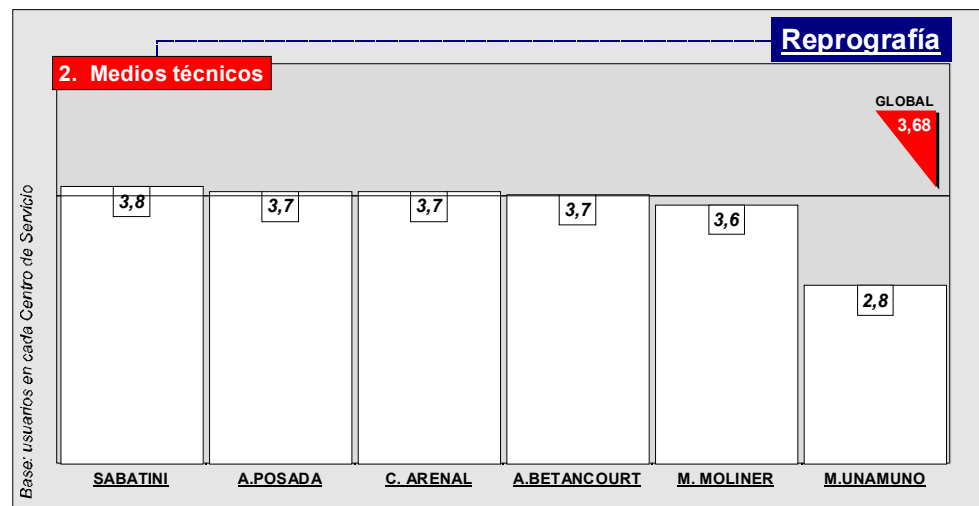 Reprografía
2. Medios técnicos
GLOBAL
3,68
3,8
3,7
3,7
3,7
3,6
2,8
Base: usuarios en cada Centro de Servicio
SABATINI
A.POSADA
C. ARENAL
A.BETANCOURT
M. MOLINER
M.UNAMUNO